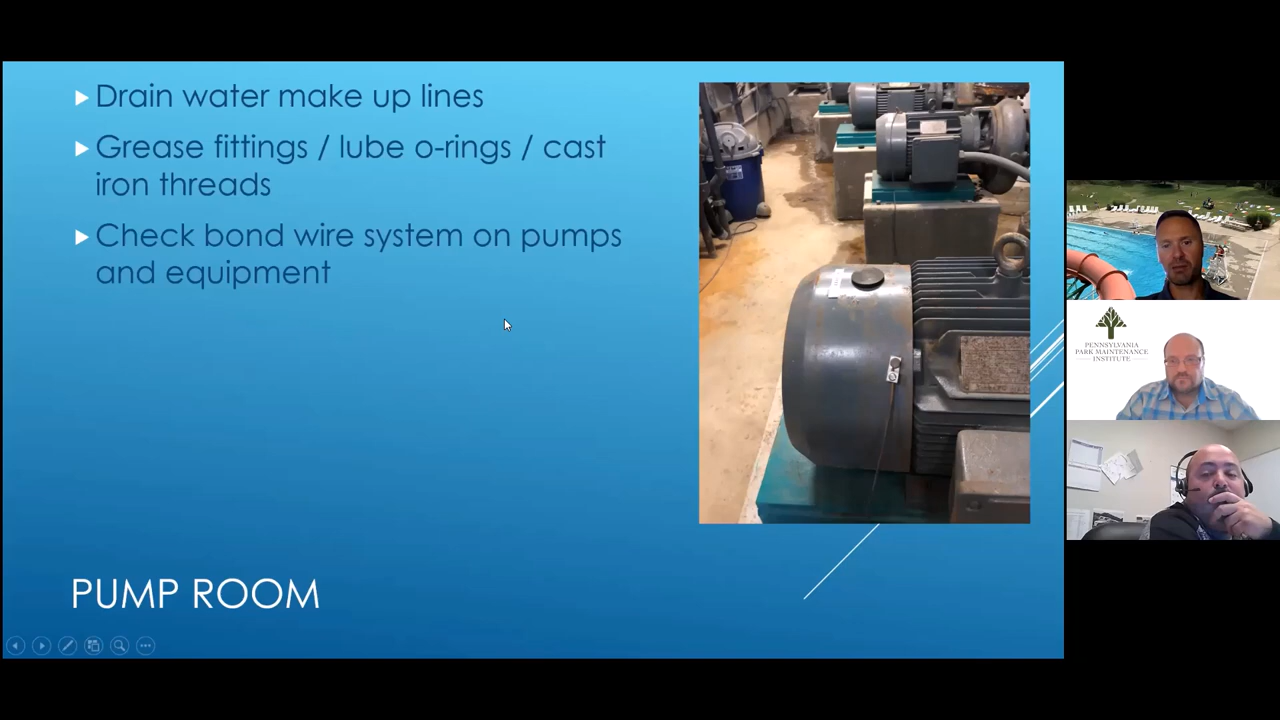 Drain water make up lines
Grease fittings / lube o-rings / cast
iron threads
Check bond wire system on pumps
and equipment
PUMP ROOM
PENNSYLVANIA
PARK MAINTENANCE
INSTITUTE